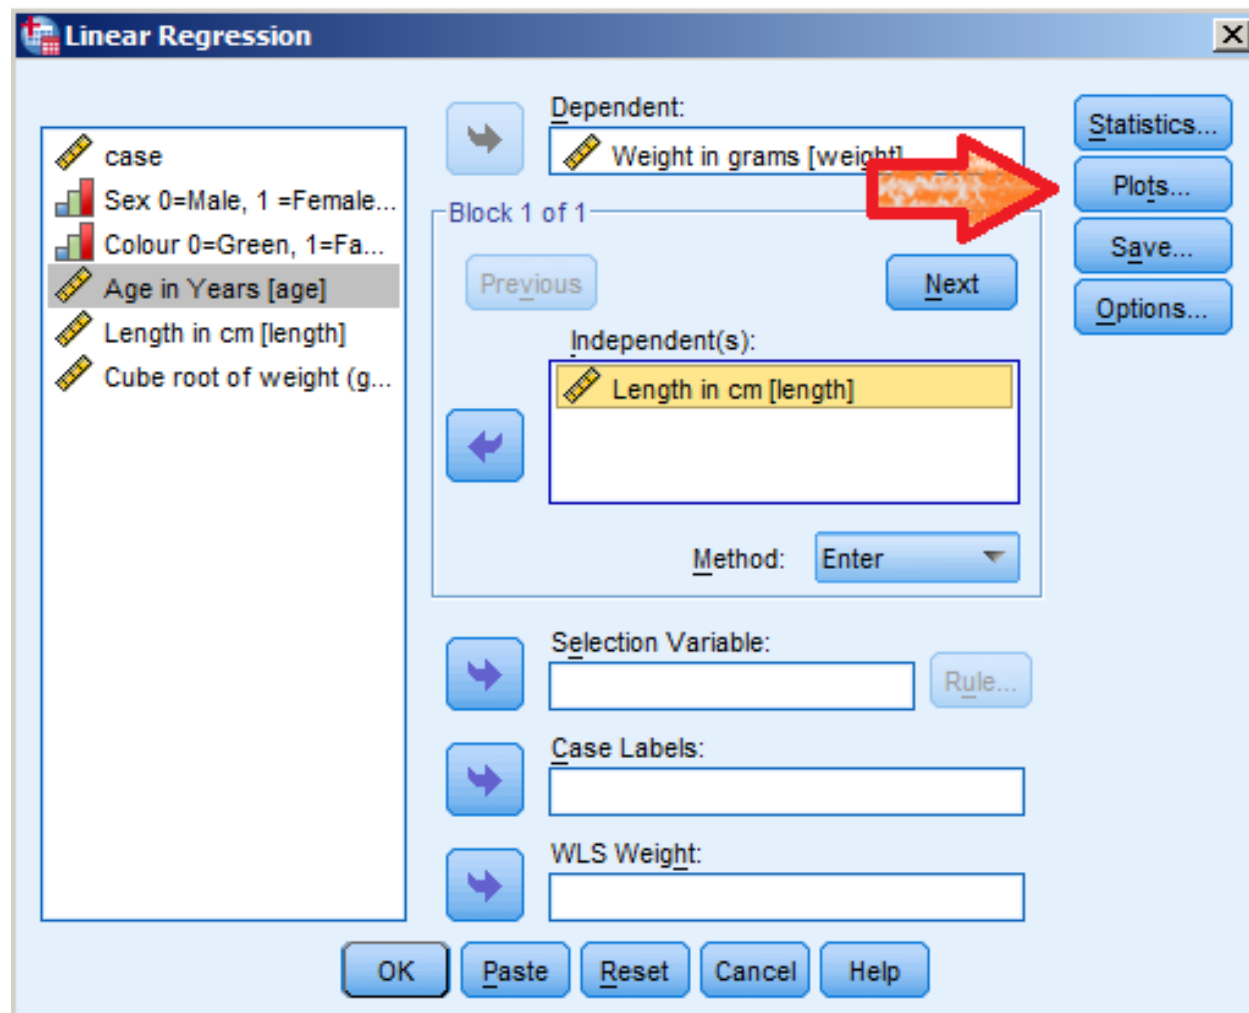 Linear Regression
case
Sex 0=Male, 1 =Female...
Colour 0=Green, 1=Fa...
Age in Years [age]
Length in cm [length]
Cube root of weight (g...
Dependent:
Weight in grams [weight]
Block 1 of 1
Previous
Next
Independent(s):
Length in cm [length]
Method:
Enter
Selection Variable:
Rule...
Case Labels:
WLS Weight:
Statistics...
Plots...
Save...
Options...
OK
Paste
Reset
Cancel
Help